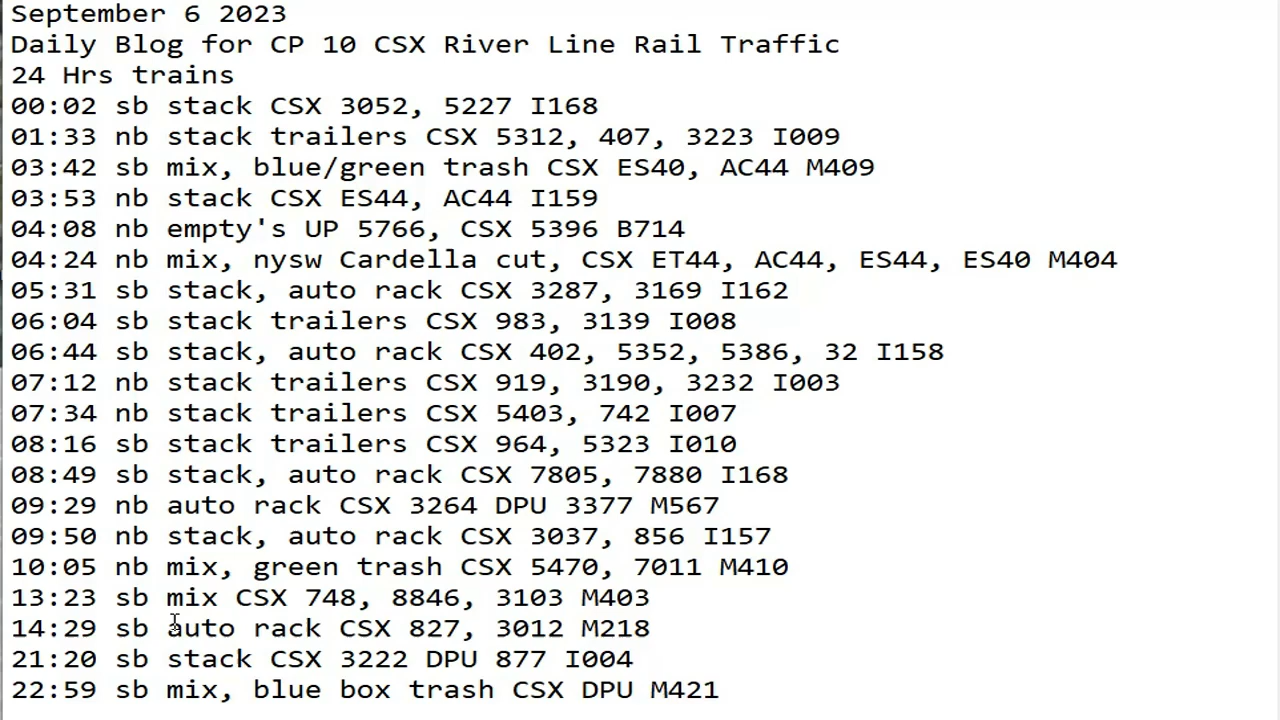 September 6 2023
Daily Blog for CP 10 CSX River Line Rail Traffic
24 Hrs trains
00:02 sb stack CSX 3052, 5227 I168
01:33 nb stack trailers CSX 5312, 407, 3223 I009
03:42 sb mix, blue/green trash CSX ES40, AC44 M409
03:53 nb stack CSX ES44, AC44 I159
04:08 nb empty's UP 5766, CSX 5396 B714
04:24 nb mix, nysw Cardella cut, CSX ET44, AC44, ES44, ES40 M404
05:31 sb stack, auto rack CSX 3287, 3169 I162
06:04 sb stack trailers CSX 983, 3139 I008
06:44 sb stack, auto rack CSX 402, 5352, 5386, 32 I158
07:12 nb stack trailers CSX 919, 3190, 3232 I003
07:34 nb stack trailers CSX 5403, 742 I007
08:16 sb stack trailers CSX 964, 5323 I010
08:49 sb stack, auto rack CSX 7805, 7880 I168
09:29 nb auto rack CSX 3264 DPU 3377 M567
09:50 nb stack, auto rack CSX 3037, 856 I157
10:05 nb mix, green trash CSX 5470, 7011 M410
13:23 sb mix CSX 748, 8846, 3103 M403
14:29 sb auto rack CSX 827, 3012 M218
21:20 sb stack CSX 3222 DPU 877 I004
22:59 sb mix, blue box trash CSX DPU M421